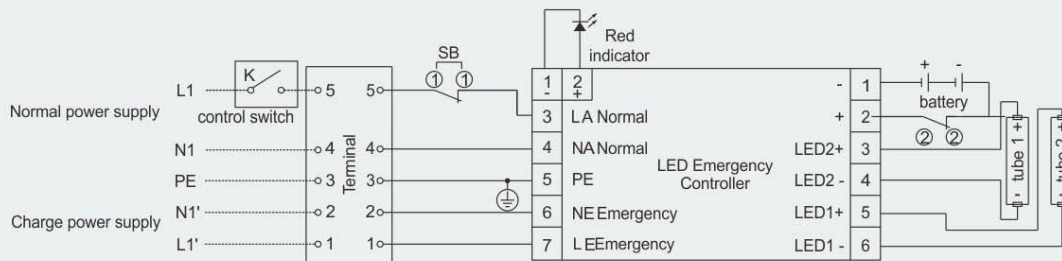 Red
indicator
SB
① ①
K
L1
5
5
control switch
Normal power supply
1 2
- +
3 LA Normal
4 NA Normal
5 PE
6 NE Emergency
7 LE Emergency
LED Emergency
Controller
- 1
+ 2
LED2+ 3
LED2 - 4
LED1+ 5
LED1 - 6
+ -
battery
② ②
tube 1 + -
tube 2 + -
N1
4
4
PE
3
3
Terminal
N1'
2
2
Charge power supply
L1'
1
1